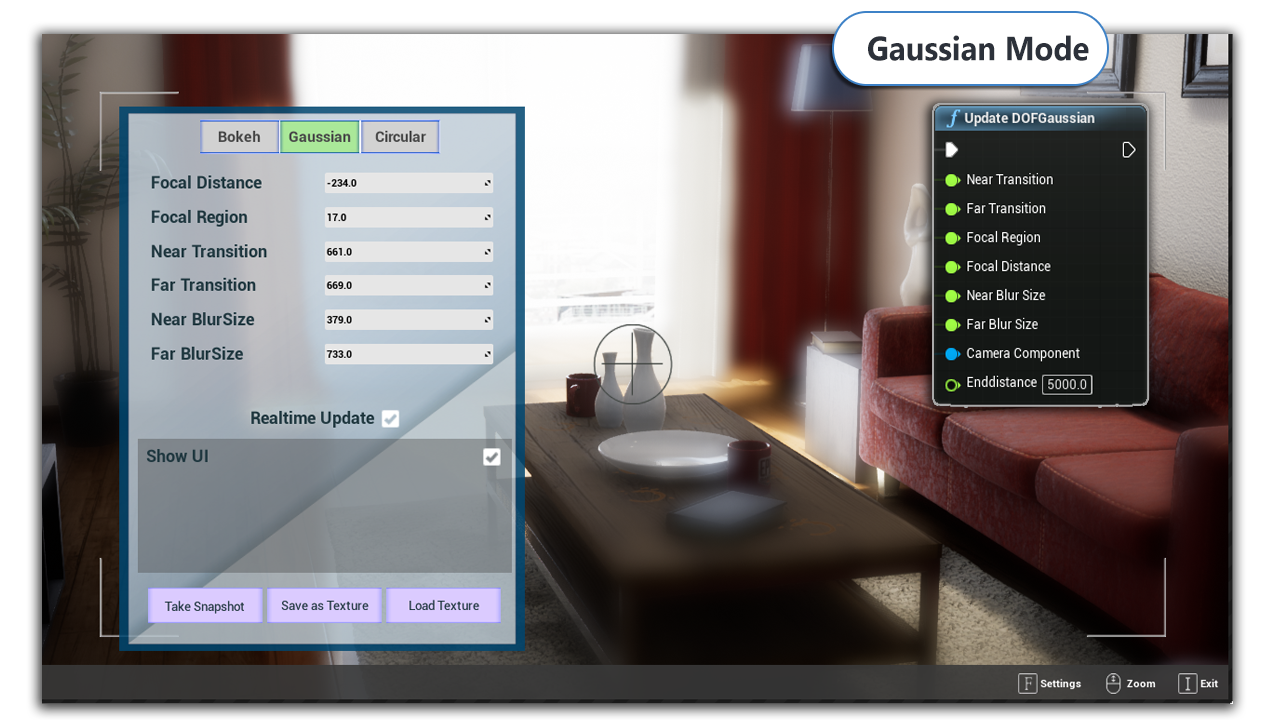 Gaussian Mode
Bokeh Gaussian Circular
Focal Distance -234.0
Focal Region 17.0
Near Transition 661.0
Far Transition 669.0
Near BlurSize 379.0
Far BlurSize 733.0
Realtime Update
Show UI
Take Snapshot Save as Texture Load Texture
f Update DOFGaussian
Near Transition
Far Transition
Focal Region
Focal Distance
Near Blur Size
Far Blur Size
Camera Component
Enddistance 5000.0
F Settings Zoom I Exit